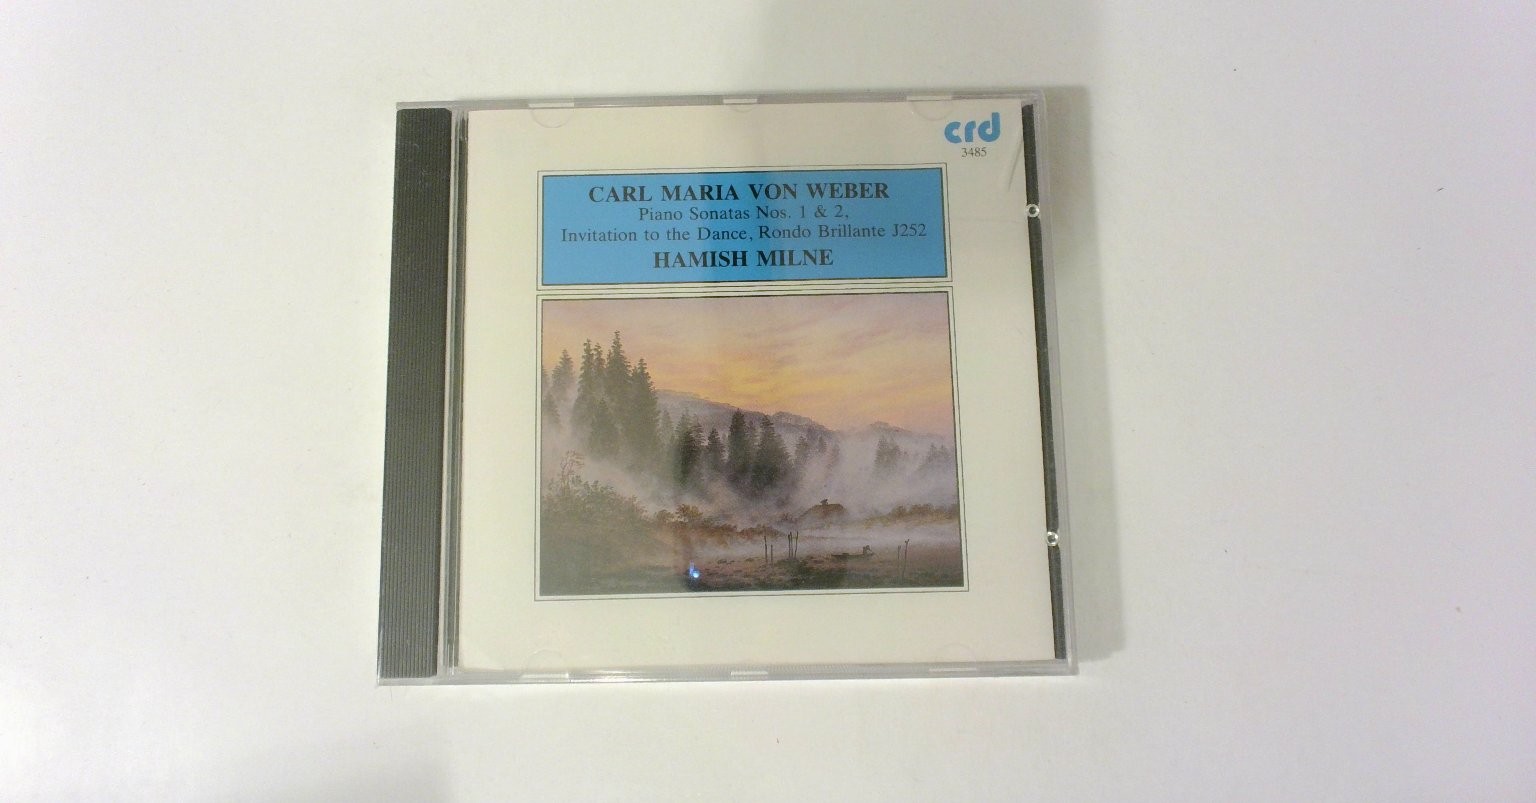 crd
3485
CARL MARIA VON WEBER
Piano Sonatas Nos. 1 & 2,
Invitation to the Dance, Rondo Brillante J252
HAMISH MILNE